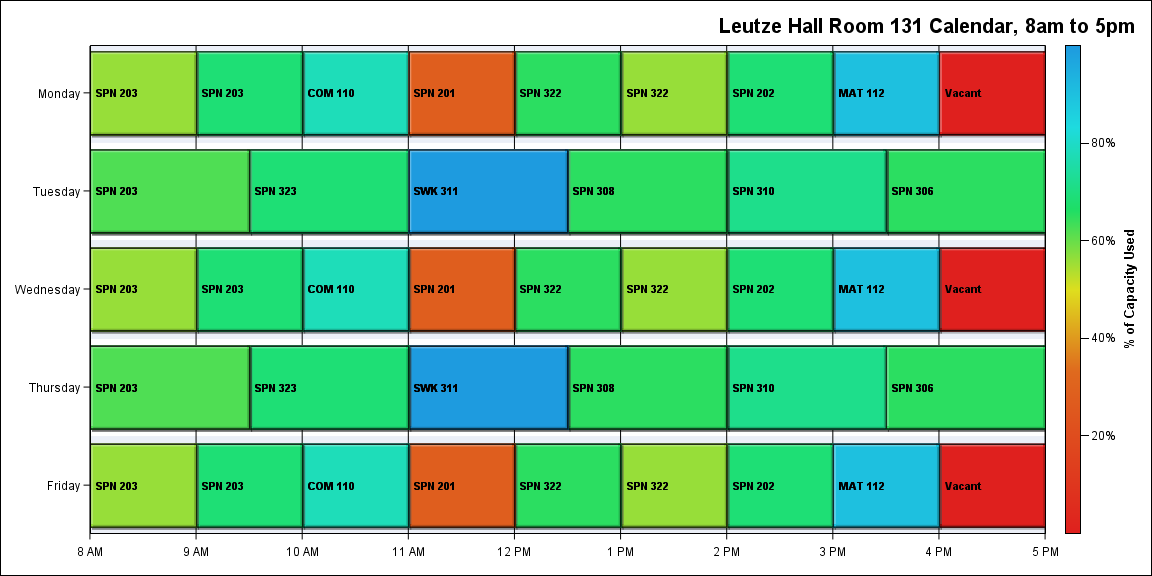 Leutze Hall Room 131 Calendar, 8am to 5pm
Monday
SPN 203
SPN 203
COM 110
SPN 201
SPN 322
SPN 322
SPN 202
MAT 112
Vacant
Tuesday
SPN 203
SPN 323
SWK 311
SPN 308
SPN 310
SPN 306
Wednesday
SPN 203
SPN 203
COM 110
SPN 201
SPN 322
SPN 322
SPN 202
MAT 112
Vacant
Thursday
SPN 203
SPN 323
SWK 311
SPN 308
SPN 310
SPN 306
Friday
SPN 203
SPN 203
COM 110
SPN 201
SPN 322
SPN 322
SPN 202
MAT 112
Vacant
8 AM
9 AM
10 AM
11 AM
12 PM
1 PM
2 PM
3 PM
4 PM
5 PM
80%
60%
40%
20%
% of Capacity Used